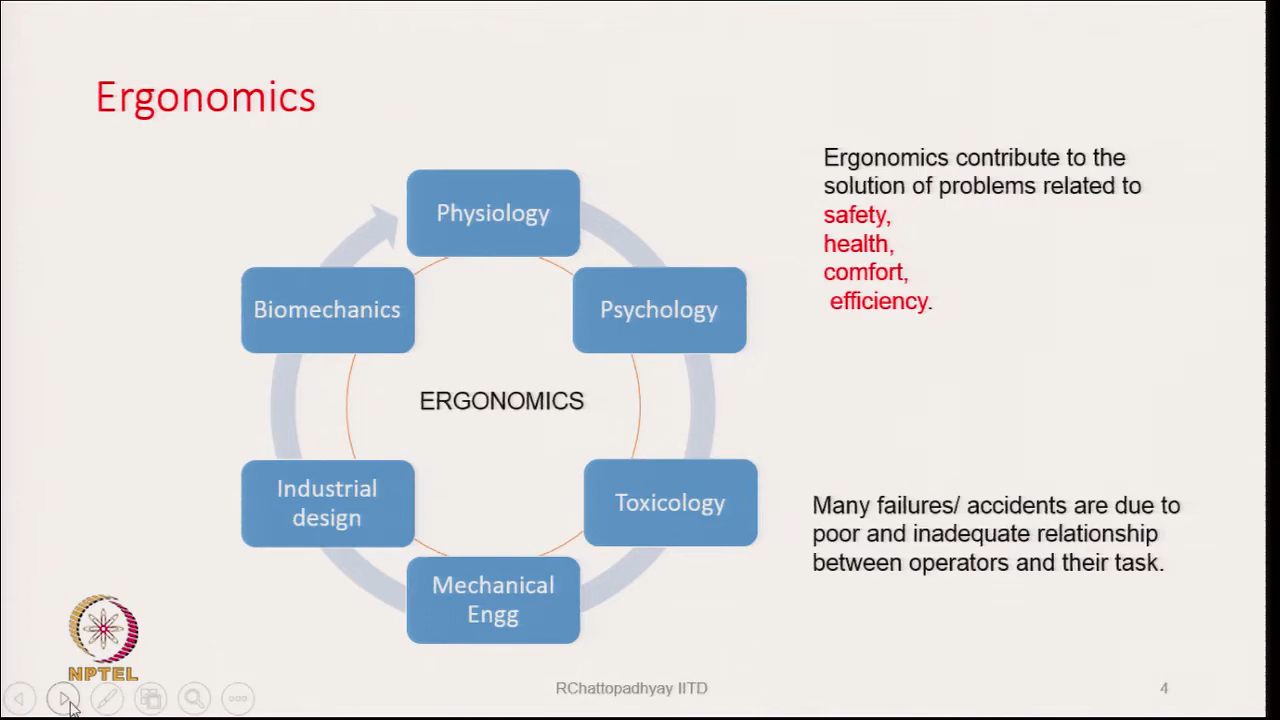 Ergonomics
Physiology
Psychology
Toxicology
Mechanical
Engg
Industrial
design
Biomechanics
ERGONOMICS
Ergonomics contribute to the
solution of problems related to
safety,
health,
comfort,
efficiency.
Many failures/ accidents are due to
poor and inadequate relationship
between operators and their task.
NPTEL
RChattopadhyay IITD
4